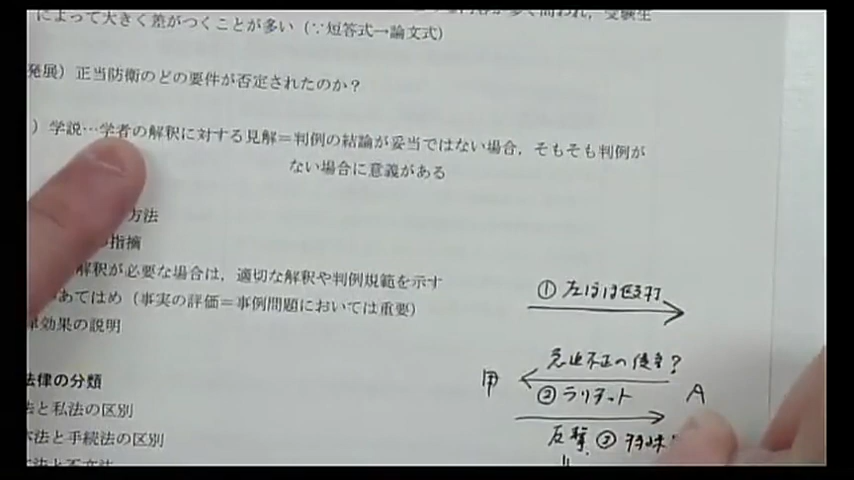 によって大きく差がつくことが多い（∵短答式→論文式）
受験生
発展）正当防衛のどの要件が否定されたのか？
）学説…学者の解釈に対する見解＝判例の結論が妥当ではない場合，そもそも判例が
ない場合に意義がある
方法
指摘
解釈が必要な場合は，適切な解釈や判例規範を示す
あてはめ（事実の評価＝事例問題においては重要）
効果の説明
① 左ほほ殴打
急迫不正の侵害？
甲
② ラリアット
A
反撃 ③
法律の分類
法と私法の区別
法と手続法の区別